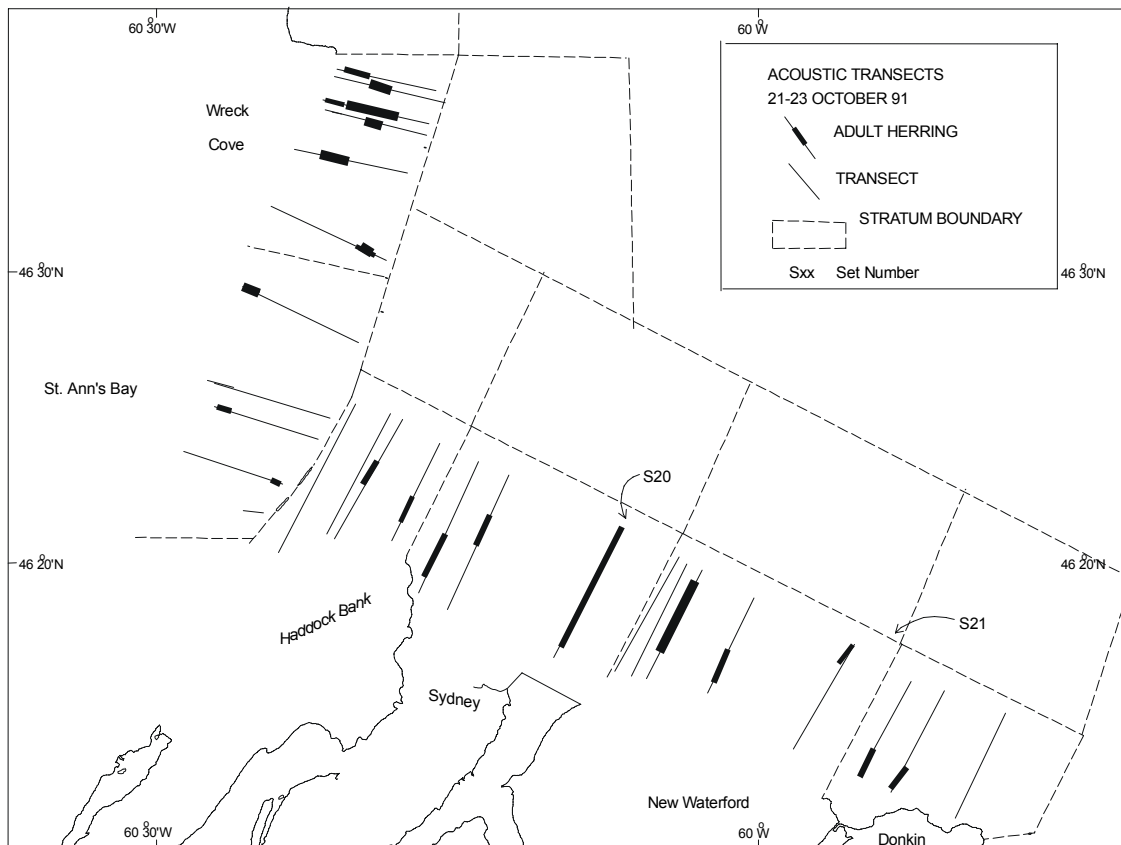 60° 30'W
60° W
ACOUSTIC TRANSECTS
21-23 OCTOBER 91
ADULT HERRING
TRANSECT
STRATUM BOUNDARY
Sxx Set Number
Wreck
Cove
46° 30'N
46° 30'N
St. Ann's Bay
S20
46° 20'N
46° 20'N
Haddock Bank
S21
Sydney
New Waterford
60° 30'W
60° W
Donkin